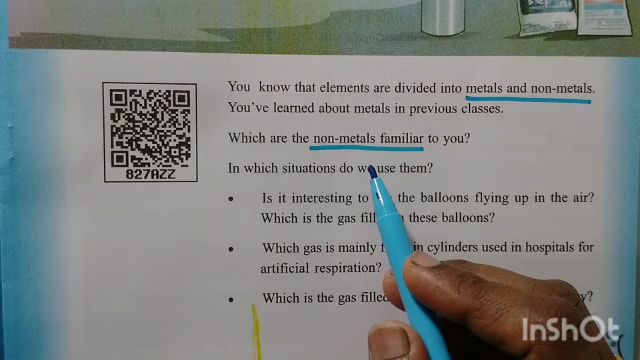 You know that elements are divided into metals and non-metals.
You've learned about metals in previous classes.
Which are the non-metals familiar to you?
In which situations do we use them?
• Is it interesting to the balloons flying up in the air?
Which is the gas in these balloons?
• Which gas is mainly in cylinders used in hospitals for
artificial respiration?
• Which is the gas filled
827AZZ
InShOt